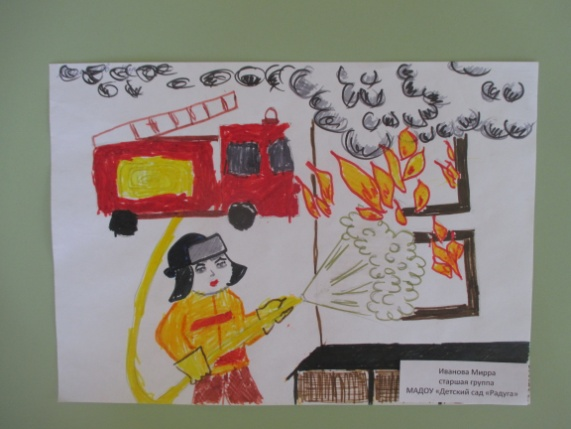 Иванова Мирра
старшая группа
МАДОУ «Детский сад «Радуга»